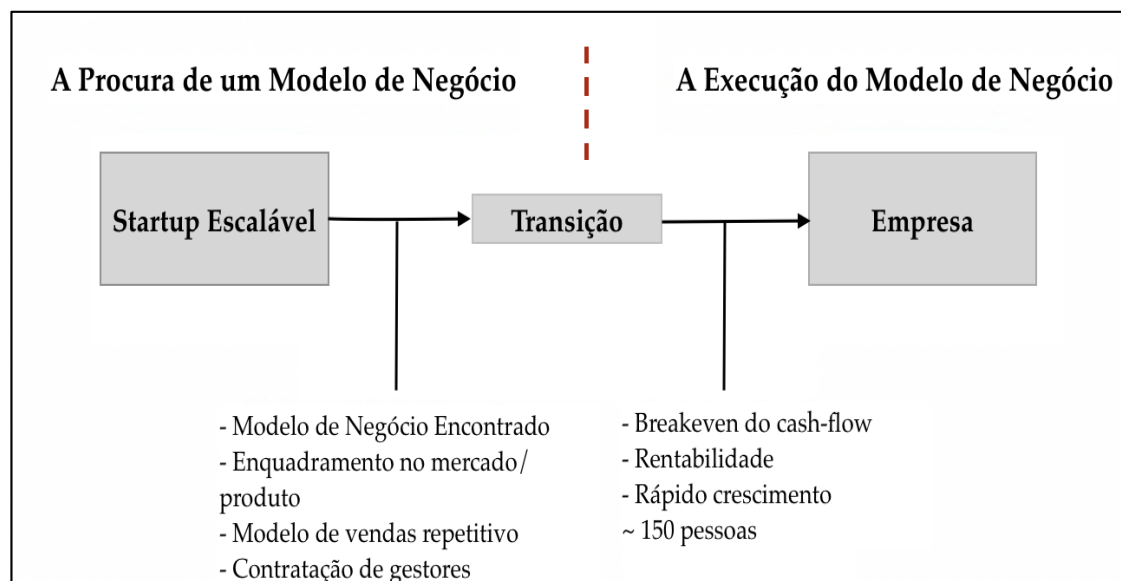 A Procura de um Modelo de Negócio
A Execução do Modelo de Negócio
Startup Escalável
Transição
Empresa
- Modelo de Negócio Encontrado
- Enquadramento no mercado/
produto
- Modelo de vendas repetitivo
- Contratação de gestores
- Breakeven do cash-flow
- Rentabilidade
- Rápido crescimento
~ 150 pessoas